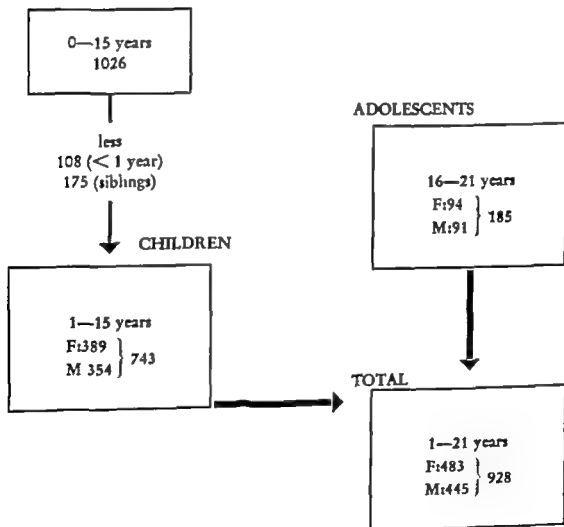 0—15 years
1026
less
108 (< 1 year)
175 (siblings)
CHILDREN
1—15 years
F:389
M 354
743
ADOLESCENTS
16—21 years
F:94
M:91
185
TOTAL
1—21 years
F:483
M:445
928